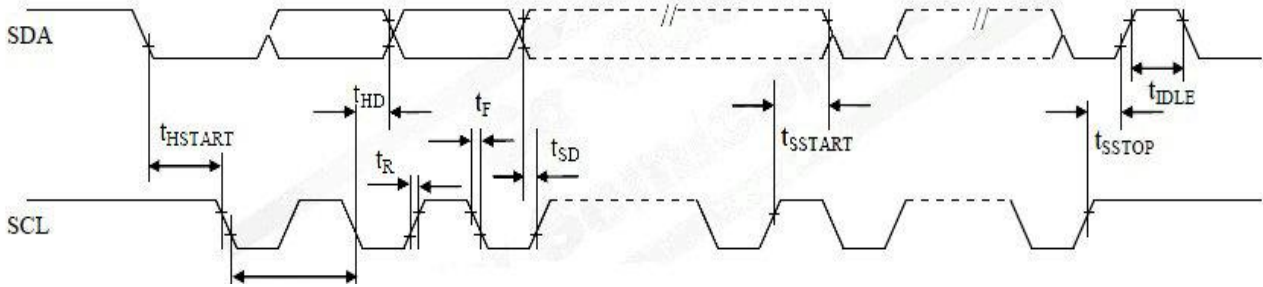 SDA
t_HD
t_F
t_IDLE
t_HSTART
t_SSTART
t_SSTOP
t_R
t_SD
SCL